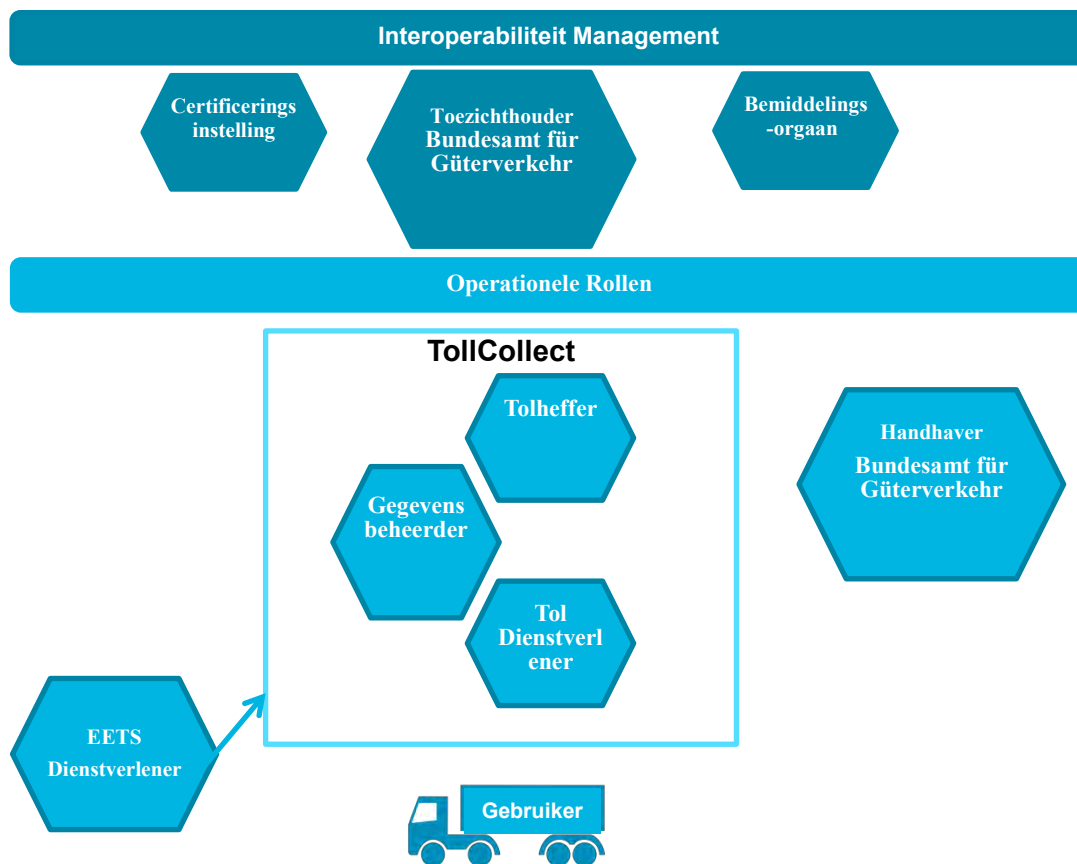 Interoperabiliteit Management
Certificerings
instelling
Toezichthouder
Bundesamt für
Güterverkehr
Bemiddelings
-orgaan
Operationele Rollen
TollCollect
Tolheffer
Handhaver
Bundesamt für
Güterverkehr
Gegevens
beheerder
Tol
Dienstverl
ener
EETS
Dienstverlener
Gebruiker